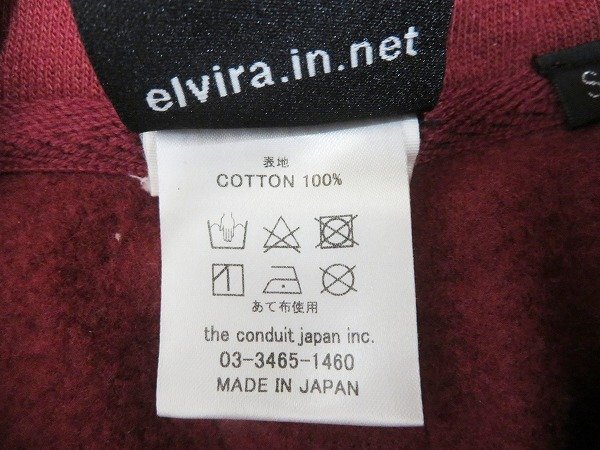 elvira.in.net
S
表地
COTTON 100%
あて布使用
the conduit japan inc.
03-3465-1460
MADE IN JAPAN